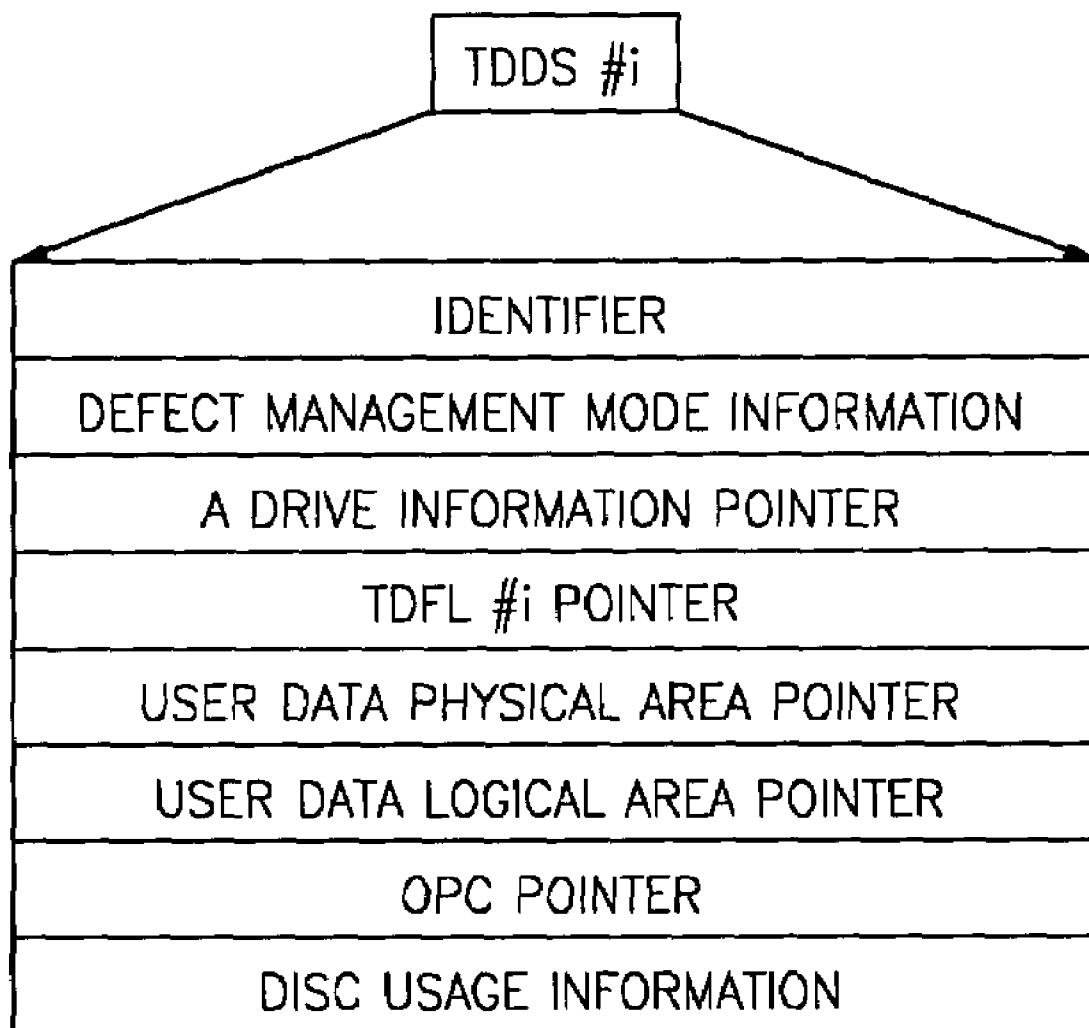 TDDS #i
IDENTIFIER
DEFECT MANAGEMENT MODE INFORMATION
A DRIVE INFORMATION POINTER
TDFL #i POINTER
USER DATA PHYSICAL AREA POINTER
USER DATA LOGICAL AREA POINTER
OPC POINTER
DISC USAGE INFORMATION